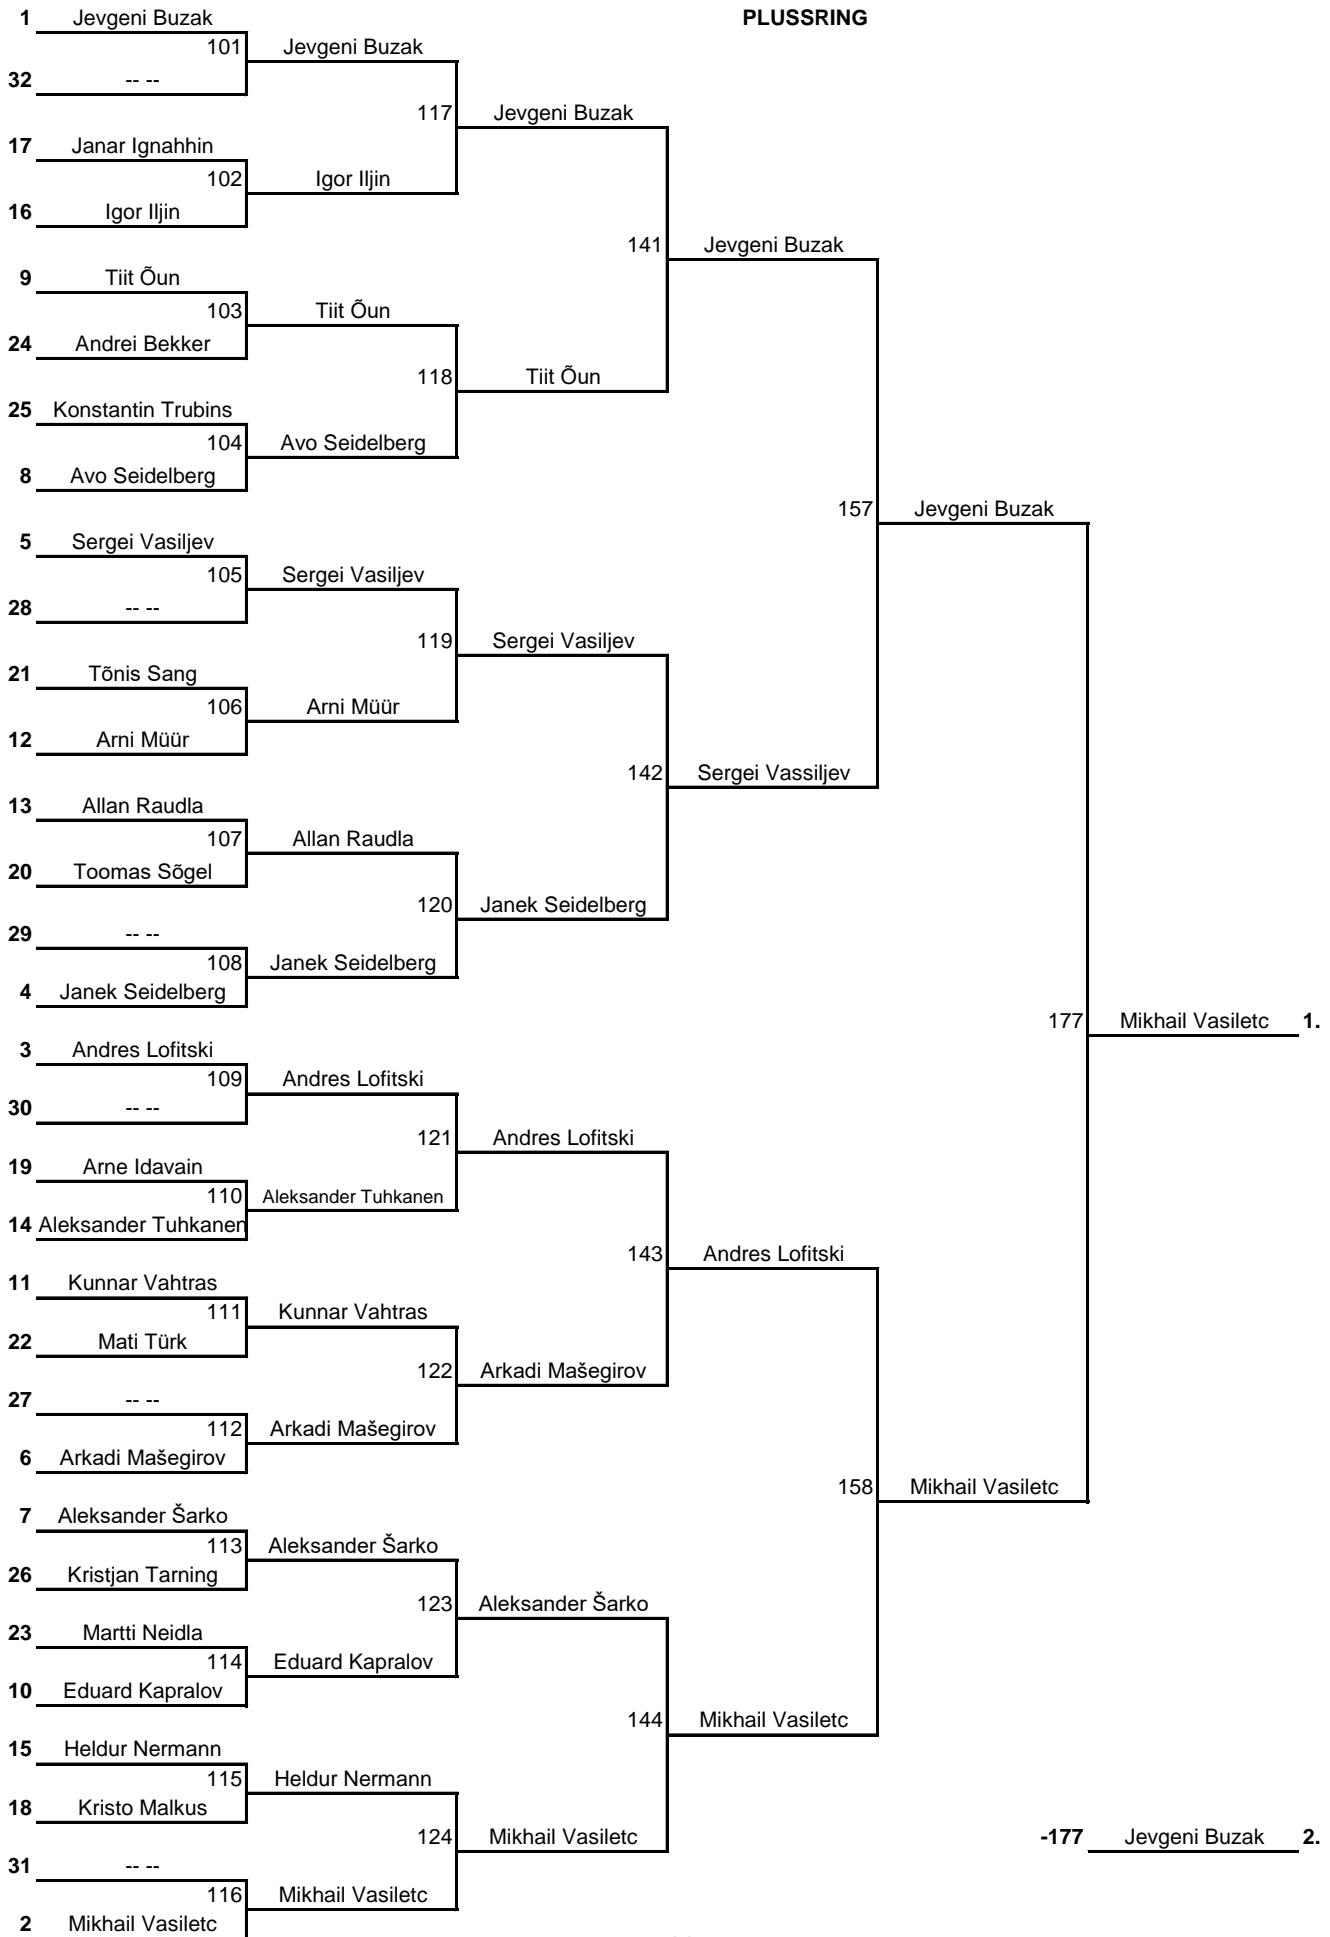 1 Jevgeni Buzak PLUSSRING
101 Jevgeni Buzak
32 -- --
117 Jevgeni Buzak
17 Janar Ignahhin
102 Igor Iljin
16 Igor Iljin
141 Jevgeni Buzak
9 Tiit Õun
103 Tiit Õun
24 Andrei Bekker
118 Tiit Õun
25 Konstantin Trubins
104 Avo Seidelberg
8 Avo Seidelberg
157 Jevgeni Buzak
5 Sergei Vasiljev
105 Sergei Vasiljev
28 -- --
119 Sergei Vasiljev
21 Tõnis Sang
106 Arni Müür
12 Arni Müür
142 Sergei Vassiljev
13 Allan Raudla
107 Allan Raudla
20 Toomas Sõgel
120 Janek Seidelberg
29 -- --
108 Janek Seidelberg
4 Janek Seidelberg
177 Mikhail Vasiletc 1.
3 Andres Lofitski
109 Andres Lofitski
30 -- --
121 Andres Lofitski
19 Arne Idavain
110 Aleksander Tuhkanen
14 Aleksander Tuhkanen
143 Andres Lofitski
11 Kunnar Vahtras
111 Kunnar Vahtras
22 Mati Türk
122 Arkadi Mašegirov
27 -- --
112 Arkadi Mašegirov
6 Arkadi Mašegirov
158 Mikhail Vasiletc
7 Aleksander Šarko
113 Aleksander Šarko
26 Kristjan Tarning
123 Aleksander Šarko
23 Martti Neidla
114 Eduard Kapralov
10 Eduard Kapralov
144 Mikhail Vasiletc
15 Heldur Nermann
115 Heldur Nermann
18 Kristo Malkus
124 Mikhail Vasiletc -177 Jevgeni Buzak 2.
31 -- --
116 Mikhail Vasiletc
2 Mikhail Vasiletc